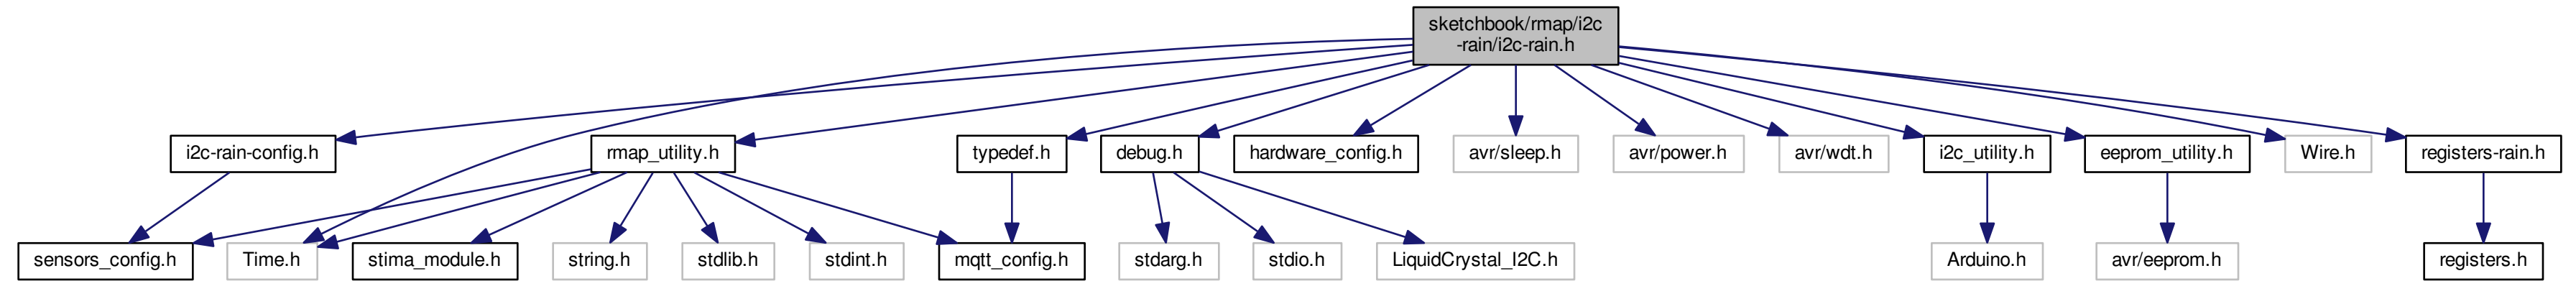 sketchbook/rmap/i2c
-rain/i2c-rain.h
i2c-rain-config.h
rmap_utility.h
typedef.h
debug.h
hardware_config.h
avr/sleep.h
avr/power.h
avr/wdt.h
i2c_utility.h
eeprom_utility.h
Wire.h
registers-rain.h
sensors_config.h
Time.h
stima_module.h
string.h
stdlib.h
stdint.h
mqtt_config.h
stdarg.h
stdio.h
LiquidCrystal_I2C.h
Arduino.h
avr/eeprom.h
registers.h